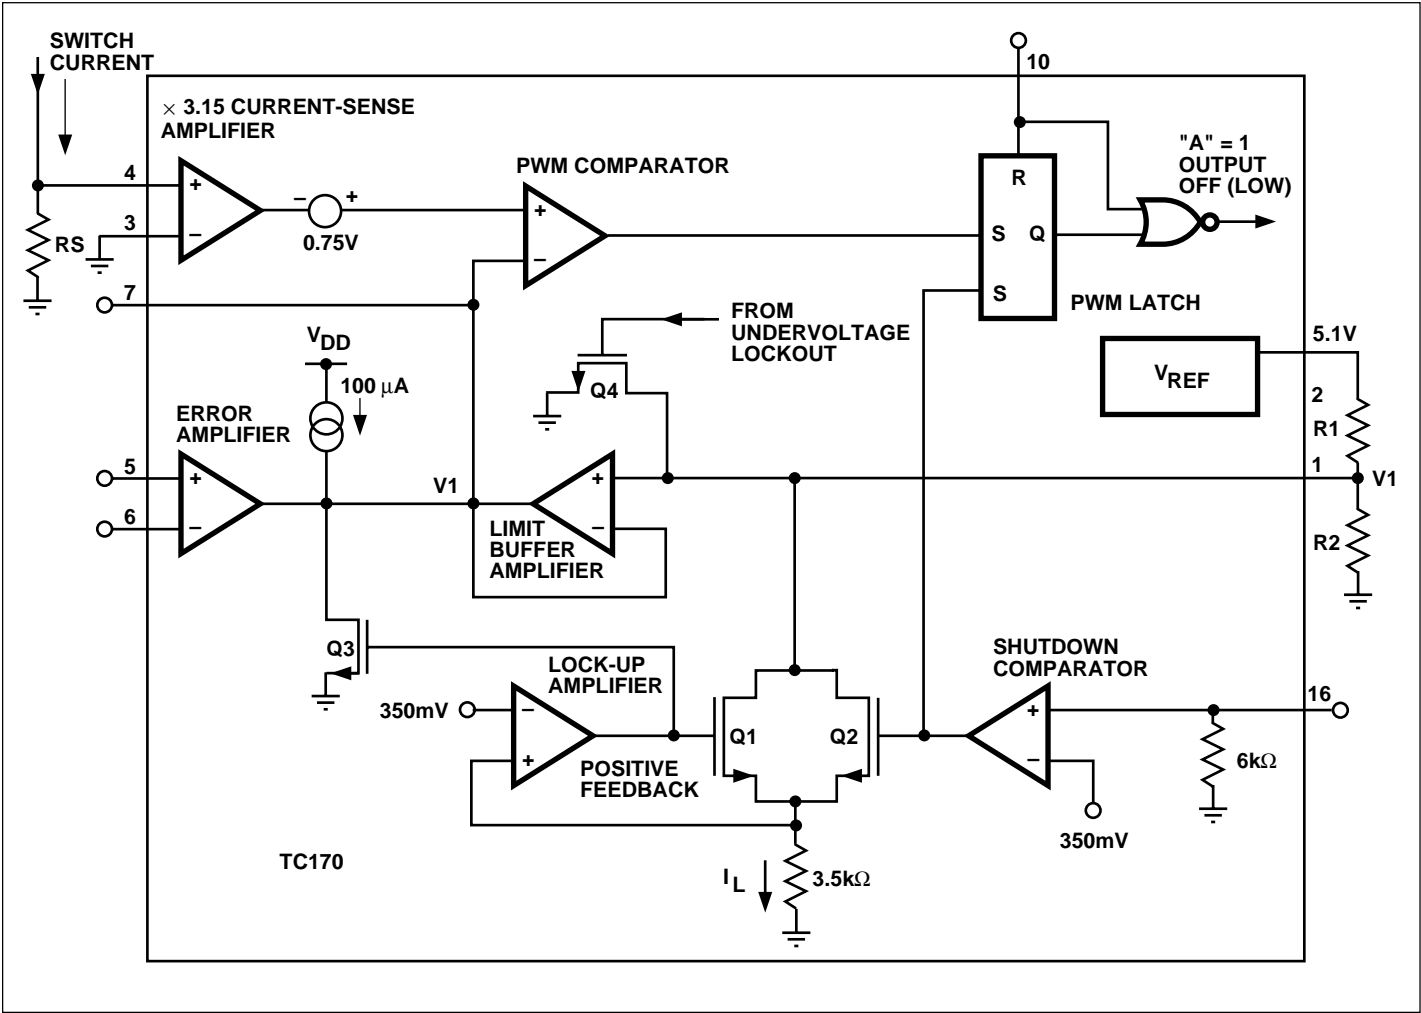 SWITCH
CURRENT
10
× 3.15 CURRENT-SENSE
AMPLIFIER
PWM COMPARATOR
"A" = 1
OUTPUT
OFF (LOW)
4
+
− +
+
R
3
−
0.75V
−
S Q
RS
S
7
PWM LATCH
FROM
UNDERVOLTAGE
LOCKOUT
5.1V
VDD
VREF
100 µA
Q4
2
ERROR
AMPLIFIER
R1
5
+
V1
+
1
V1
6
−
LIMIT
BUFFER
AMPLIFIER
−
R2
Q3
LOCK-UP
AMPLIFIER
SHUTDOWN
COMPARATOR
16
350mV
−
+
Q1
Q2
+
−
6kΩ
POSITIVE
FEEDBACK
350mV
TC170
IL
3.5kΩ